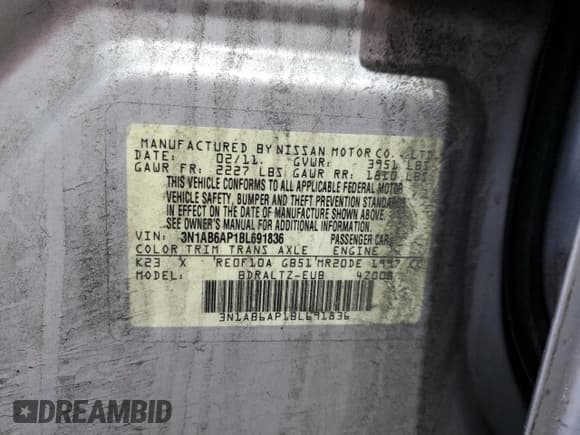 MANUFACTURED BY NISSAN MOTOR CO., LTD
DATE: 02/11. GVWR: 3951 LBS
GAWR FR: 2227 LBS GAWR RR: 1810 LBS
THIS VEHICLE CONFORMS TO ALL APPLICABLE FEDERAL MOTOR
VEHICLE SAFETY, BUMPER AND THEFT PREVENTION STANDARDS
IN EFFECT ON THE DATE OF MANUFACTURE SHOWN ABOVE.
SEE OWNER'S MANUAL FOR ADDITIONAL INFORMATION.
VIN: 3N1AB6AP1BL691836 PASSENGER CAR
COLOR TRIM TRANS AXLE ENGINE
K23 X RE0F10A GB51 MR20DE 1997 CC
MODEL: BDRALTZ-EUB 4Z008
3N1AB6AP1BL691836
DREAMBID